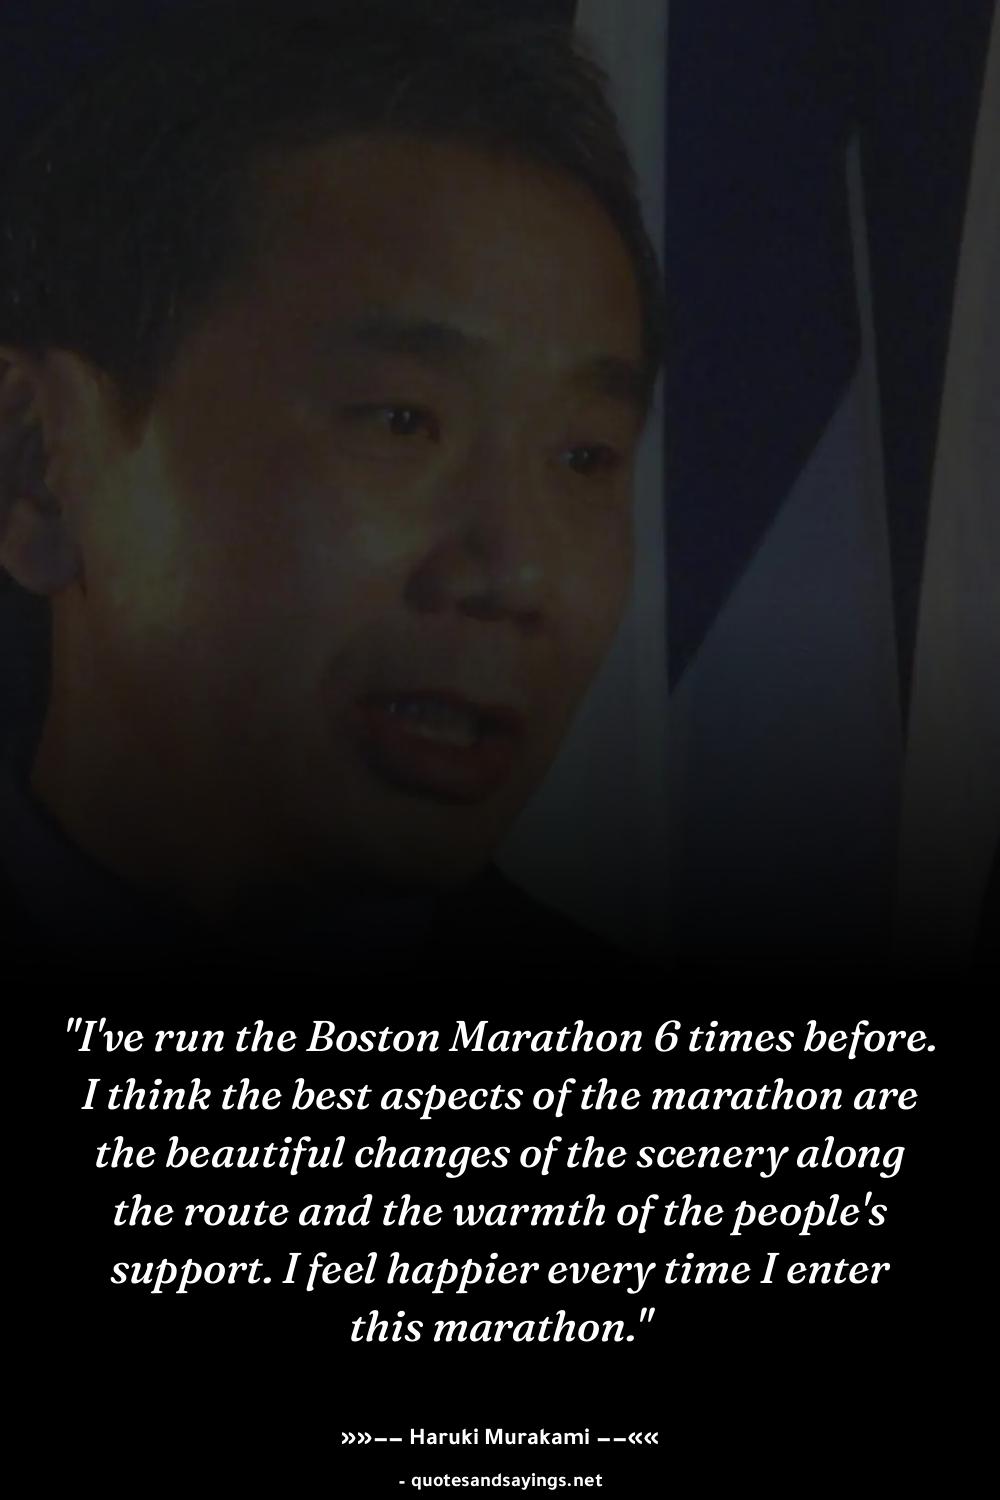 "I've run the Boston Marathon 6 times before.
I think the best aspects of the marathon are
the beautiful changes of the scenery along
the route and the warmth of the people's
support. I feel happier every time I enter
this marathon."
»»–– Haruki Murakami ––««
- quotesandsayings.net